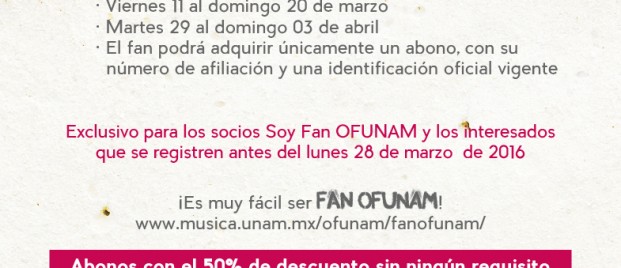 · Viernes 11 al domingo 20 de marzo
· Martes 29 al domingo 03 de abril
· El fan podrá adquirir únicamente un abono, con su
número de afiliación y una identificación oficial vigente
Exclusivo para los socios Soy Fan OFUNAM y los interesados
que se registren antes del lunes 28 de marzo de 2016
¡Es muy fácil ser FAN OFUNAM!
www.musica.unam.mx/ofunam/fanofunam/
Abonos con el 50% de descuento sin ningún requisito